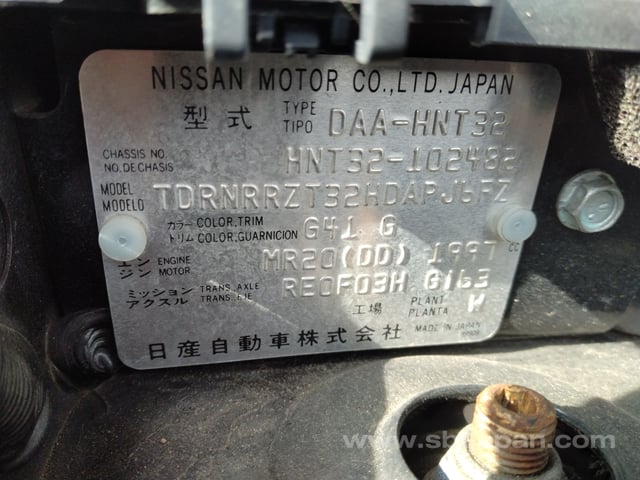 NISSAN MOTOR CO.,LTD. JAPAN
型式 TYPE TIPO DAA-HNT32
CHASSIS NO. NO. DE CHASIS HNT32-102482
MODEL MODELO TDRNRRZT32HDAPJ6FZ
カラー トリム COLOR, TRIM COLOR, GUARNICION G41 G
エンジン ENGINE MOTOR MR20(DD) 1997 CC
ミッション アクスル TRANS. AXLE TRANS. EJE RE0F03H G163
工場 PLANT PLANTA W
日産自動車株式会社 MADE IN JAPAN